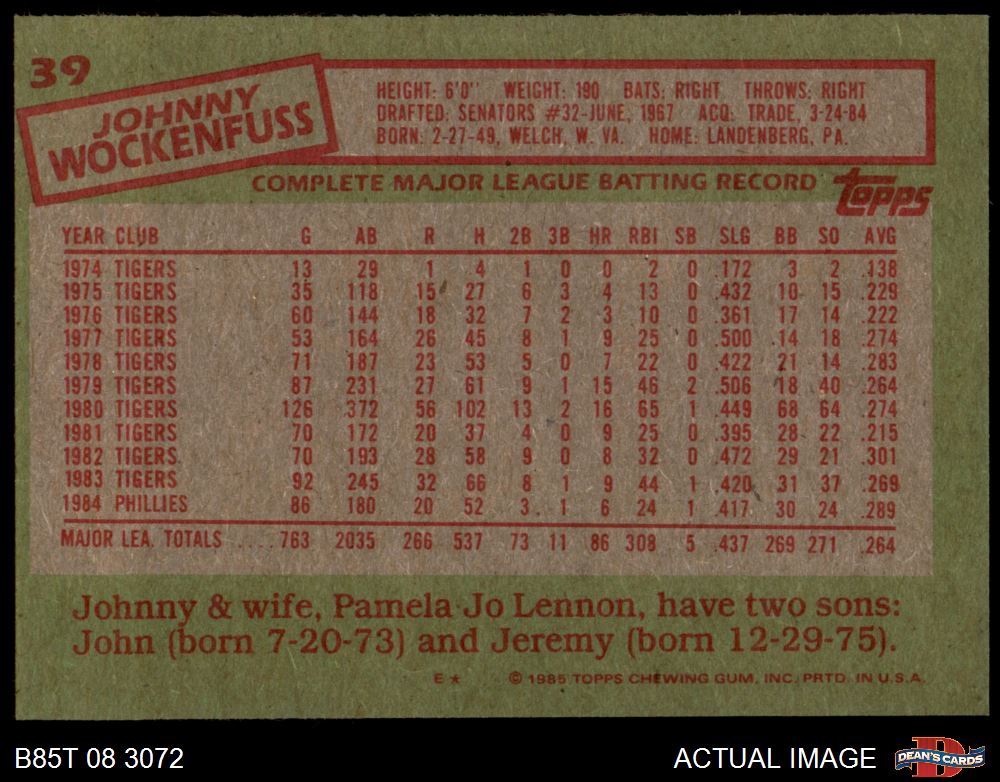 39
JOHNNY
WOCKENFUSS
HEIGHT: 6'0" WEIGHT: 190 BATS: RIGHT THROWS: RIGHT
DRAFTED: SENATORS #32-JUNE, 1967 ACQ: TRADE, 3-24-84
BORN: 2-27-49, WELCH, W. VA. HOME: LANDENBERG, PA.
COMPLETE MAJOR LEAGUE BATTING RECORD topps
YEAR CLUB G AB R H 2B 3B HR RBI SB SLG BB SO AVG
1974 TIGERS 13 29 1 4 1 0 0 2 0 .172 3 2 .138
1975 TIGERS 35 118 15 27 6 3 4 13 0 .432 10 15 .229
1976 TIGERS 60 144 18 32 7 2 3 10 0 .361 17 14 .222
1977 TIGERS 53 164 26 45 8 1 9 25 0 .500 14 18 .274
1978 TIGERS 71 187 23 53 5 0 7 22 0 .422 21 14 .283
1979 TIGERS 87 231 27 61 9 1 15 46 2 .506 18 40 .264
1980 TIGERS 126 372 56 102 13 2 16 65 1 .449 68 64 .274
1981 TIGERS 70 172 20 37 4 0 9 25 0 .395 28 22 .215
1982 TIGERS 70 193 28 58 9 0 8 32 0 .472 29 21 .301
1983 TIGERS 92 245 32 66 8 1 9 44 1 .420 31 37 .269
1984 PHILLIES 86 180 20 52 3 1 6 24 1 .417 30 24 .289
MAJOR LEA. TOTALS .....763 2035 266 537 73 11 86 308 5 .437 269 271 .264
Johnny & wife, Pamela Jo Lennon, have two sons:
John (born 7-20-73) and Jeremy (born 12-29-75).
E★ © 1985 TOPPS CHEWING GUM, INC. PRTD. IN U.S.A.
B85T 08 3072 ACTUAL IMAGE D DEAN'S CARDS